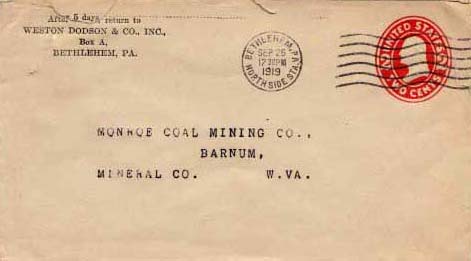 After 5 days, return to
WESTON DODSON & CO., INC.,
Box A,
BETHLEHEM, PA.
BETHLEHEM, PA.
SEP 26
12 30 PM
1919
NORTH SIDE STA.
UNITED STATES
TWO CENTS
MONROE COAL MINING CO.,
BARNUM,
MINERAL CO. W.VA.